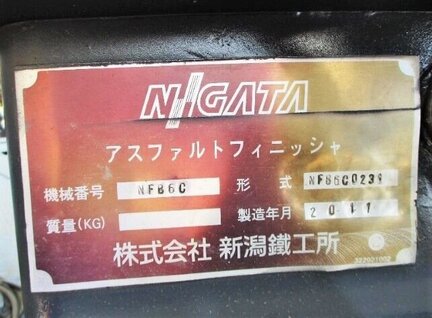 NIIGATA
アスファルトフィニッシャ
機械番号 NFB6C 形式 NFB6C0239
質量(KG) 製造年月 2011
株式会社 新潟鐵工所
322021002